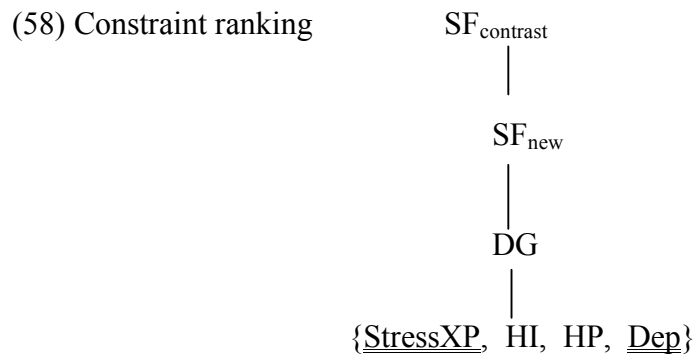 (58) Constraint ranking SFcontrast
SFnew
DG
{StressXP, HI, HP, Dep}